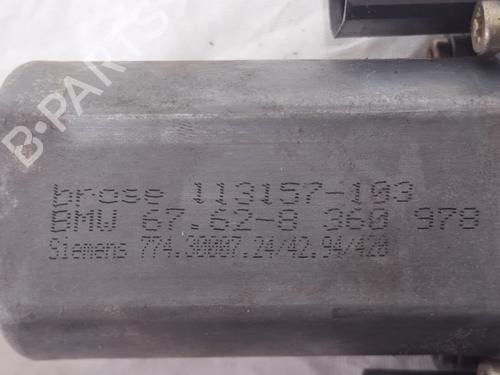 B-PARTS
brose 113157-103
BMW 67.62-8 360 978
Siemens 774.30007.24/42.94/420